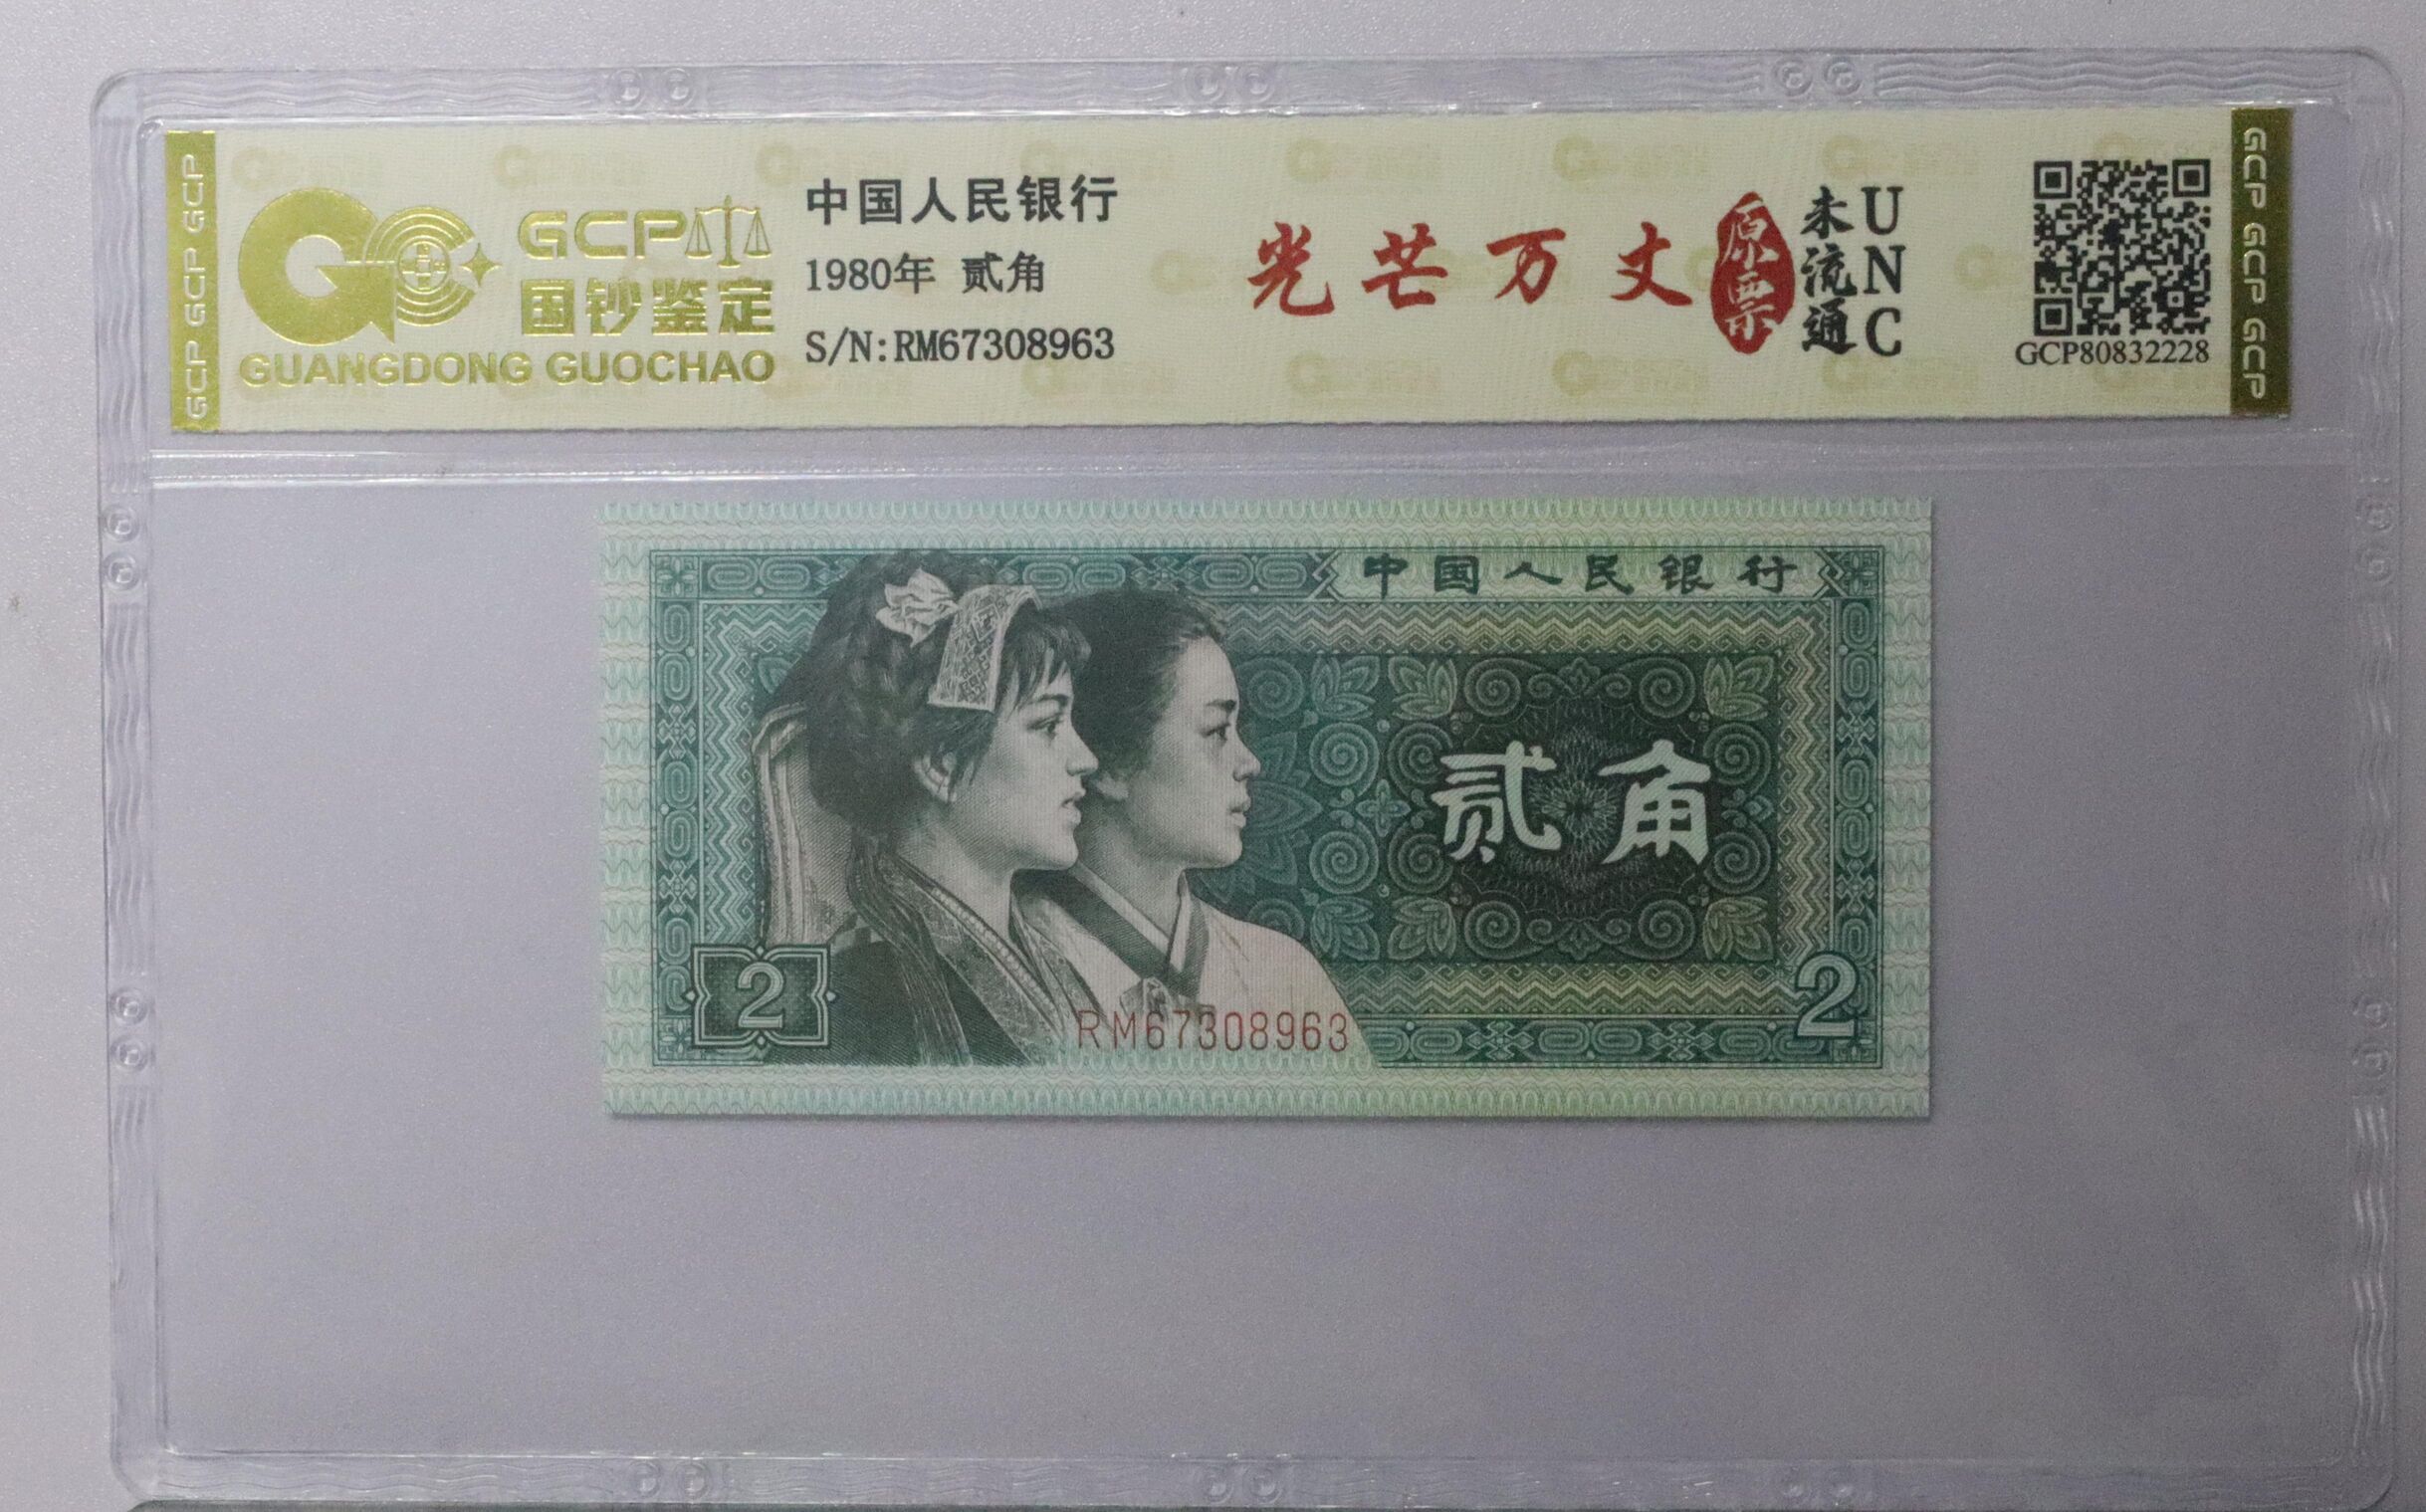 GCP GCP GCP
GCP
国钞鉴定
GUANGDONG GUOCHAO
中国人民银行
1980年 贰角
S/N:RM67308963
光芒万丈
原票
未流通
UNC
GCP80832228
GCP GCP GCP
中国人民银行
贰角
2
RM67308963
2